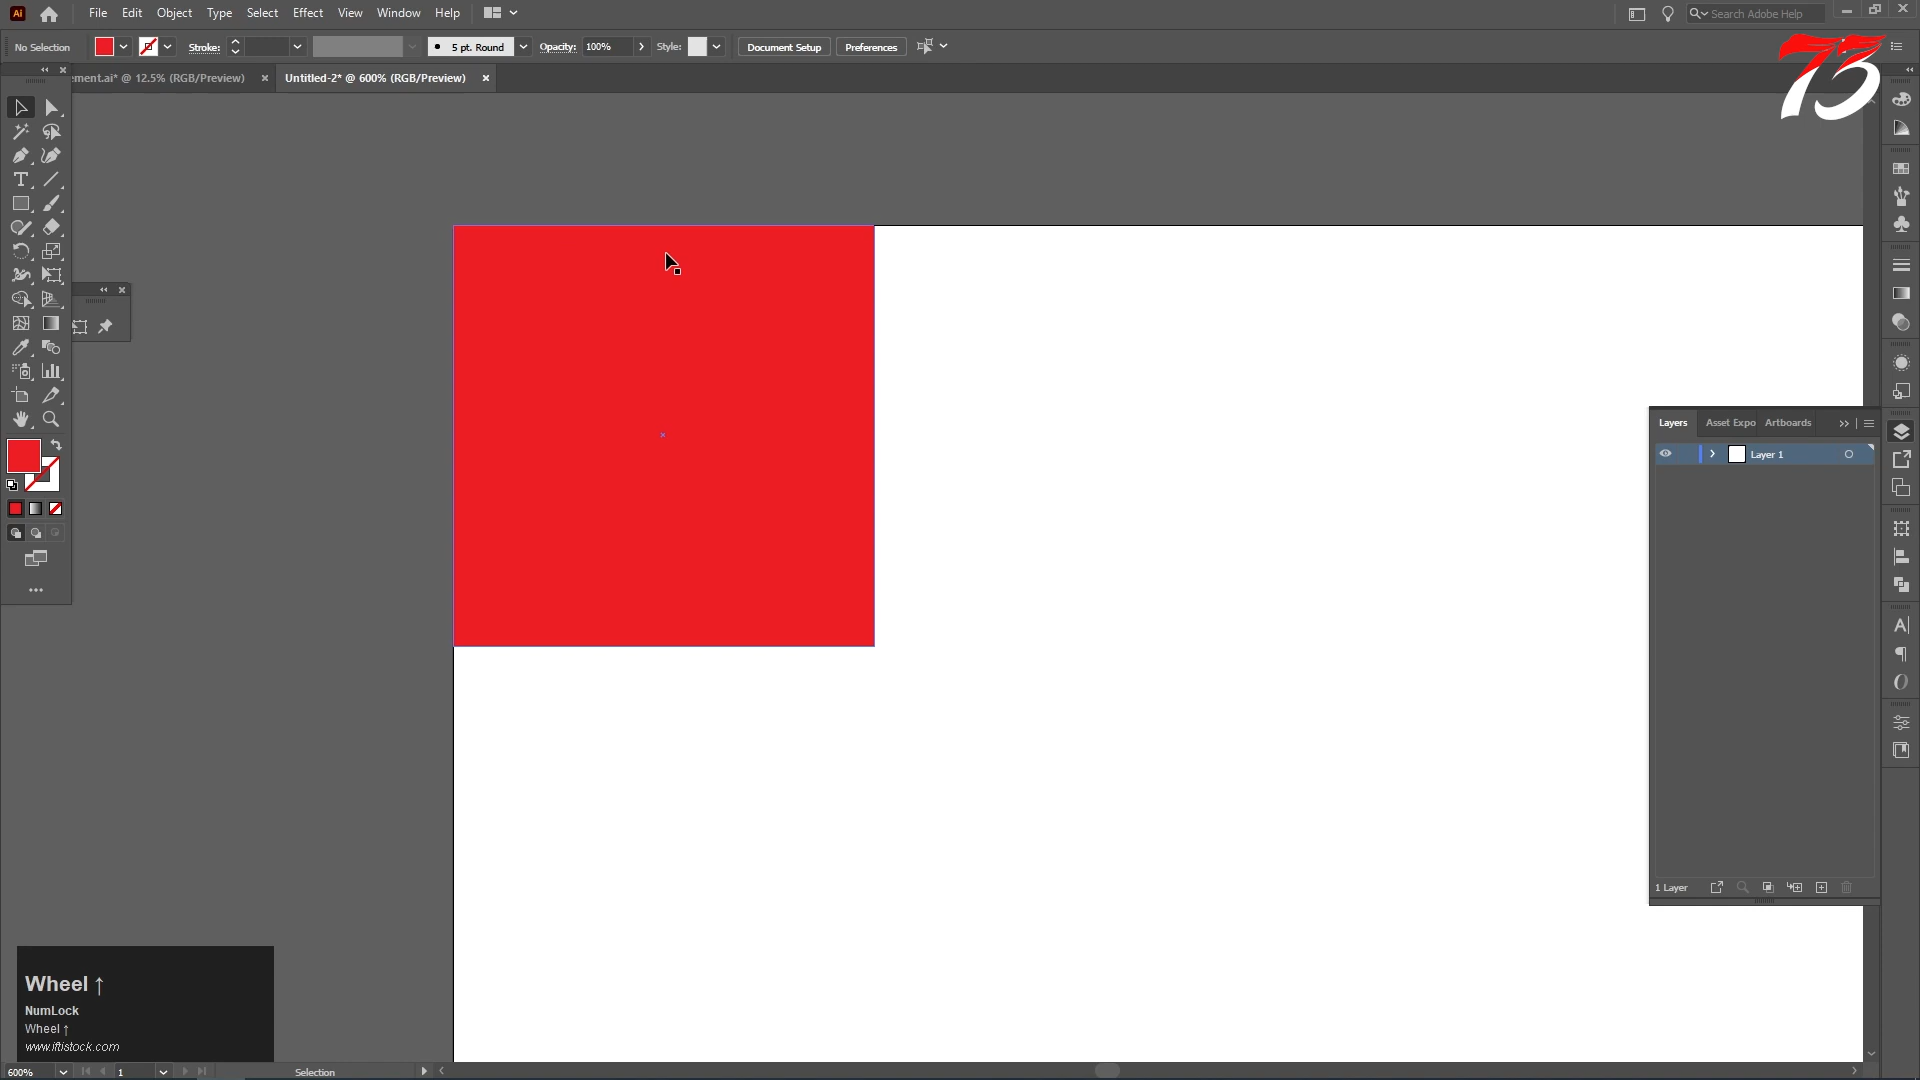 Ai File Edit Object Type Select Effect View Window Help Search Adobe Help
No Selection Stroke: 5 pt. Round Opacity: 100% Style: Document Setup Preferences
ement.ai* @ 12.5% (RGB/Preview) Untitled-2* @ 600% (RGB/Preview)
73
Layers Asset Expo Artboards
Layer 1
1 Layer
Wheel ↑
NumLock
Wheel ↑
www.iftistock.com
600% 1 Selection